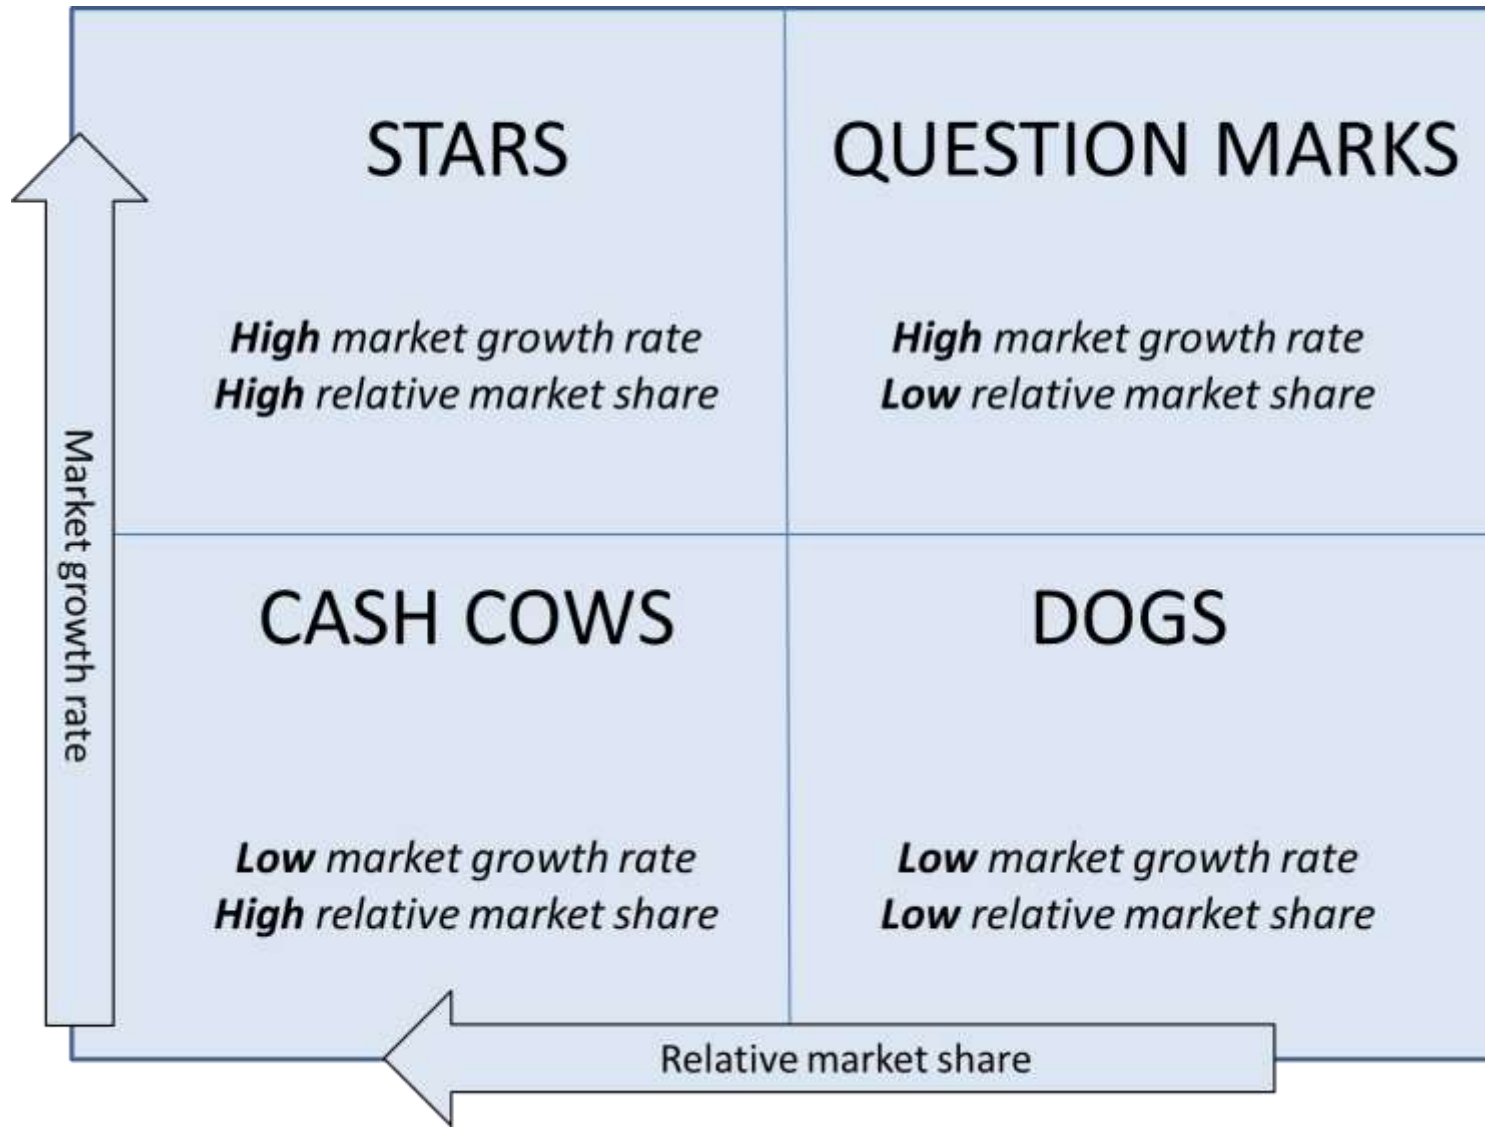 STARS
QUESTION MARKS
High market growth rate
High relative market share
High market growth rate
Low relative market share
Market growth rate
CASH COWS
DOGS
Low market growth rate
High relative market share
Low market growth rate
Low relative market share
Relative market share